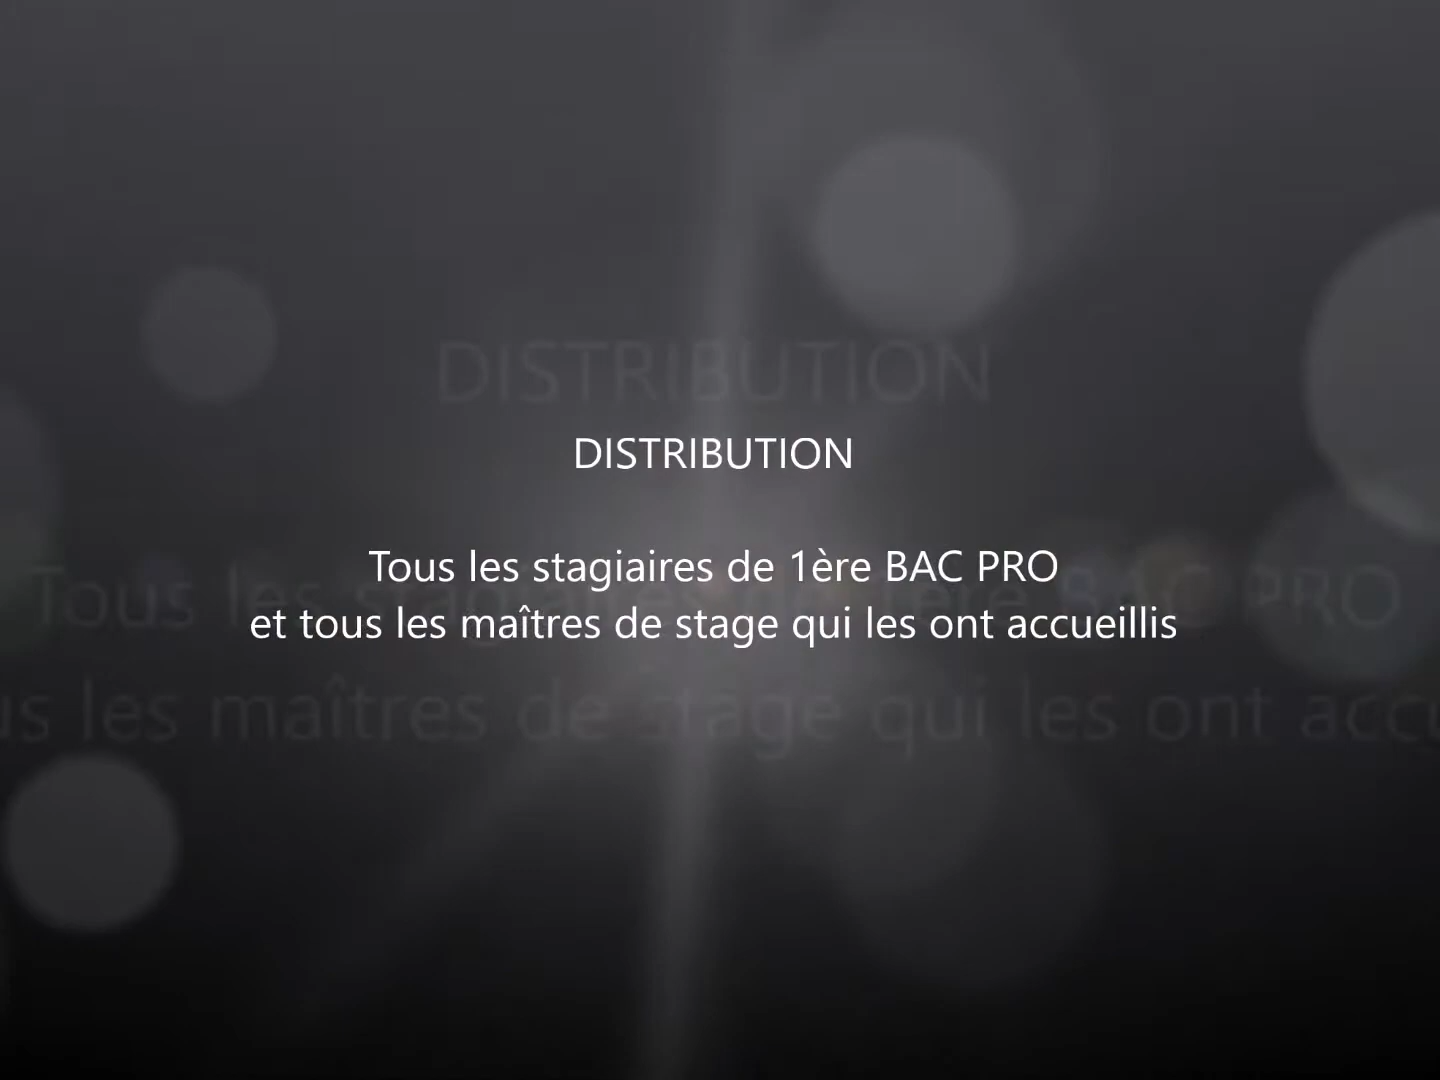 DISTRIBUTION
Tous les stagiaires de 1ère BAC PRO
et tous les maîtres de stage qui les ont accueillis